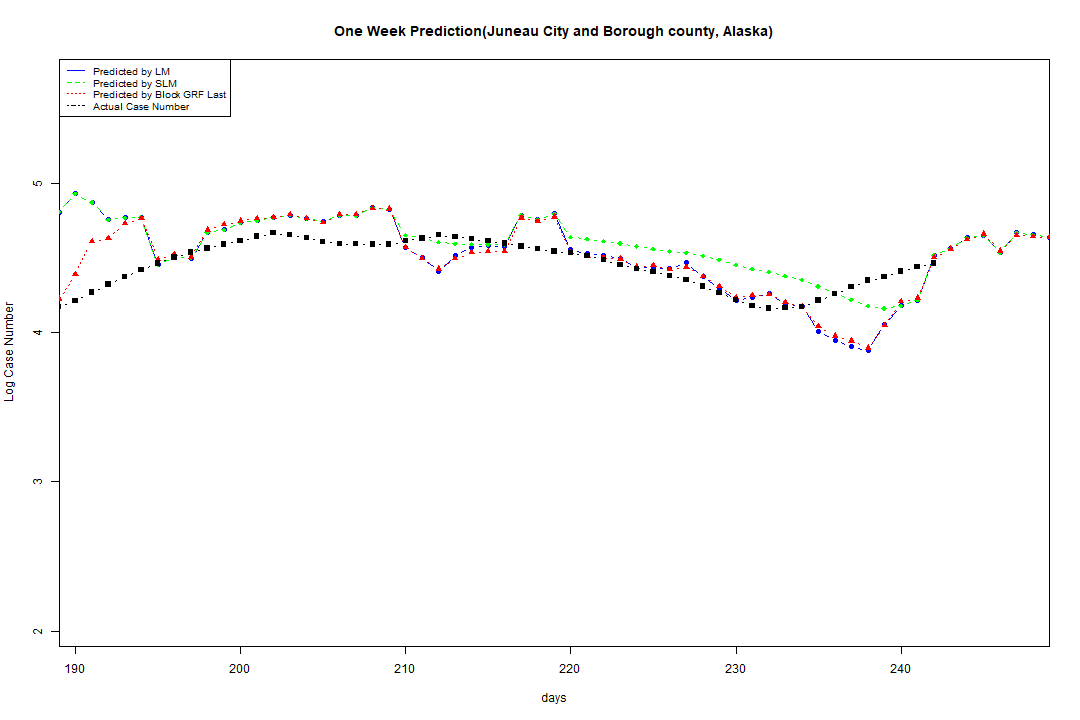 One Week Prediction(Juneau City and Borough county, Alaska)
Predicted by LM
Predicted by SLM
Predicted by Block GRF Last
Actual Case Number
5
4
3
2
Log Case Number
190 200 210 220 230 240
days